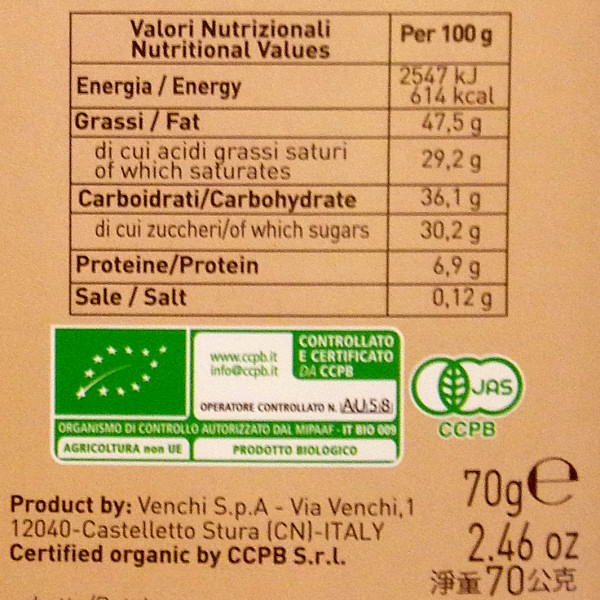 Valori Nutrizionali
Nutritional Values
Per 100 g
Energia / Energy
2547 kJ
614 kcal
Grassi / Fat
47,5 g
di cui acidi grassi saturi
of which saturates
29,2 g
Carboidrati/Carbohydrate
36,1 g
di cui zuccheri/of which sugars
30,2 g
Proteine/Protein
6,9 g
Sale / Salt
0,12 g
www.ccpb.it
info@ccpb.it
CONTROLLATO
E CERTIFICATO
DA CCPB
OPERATORE CONTROLLATO N. AU58
ORGANISMO DI CONTROLLO AUTORIZZATO DAL MIPAAF - IT BIO 009
AGRICOLTURA non UE
PRODOTTO BIOLOGICO
JAS
CCPB
70g℮
2.46 oz
淨重70公克
Product by: Venchi S.p.A - Via Venchi,1
12040-Castelletto Stura (CN)-ITALY
Certified organic by CCPB S.r.l.